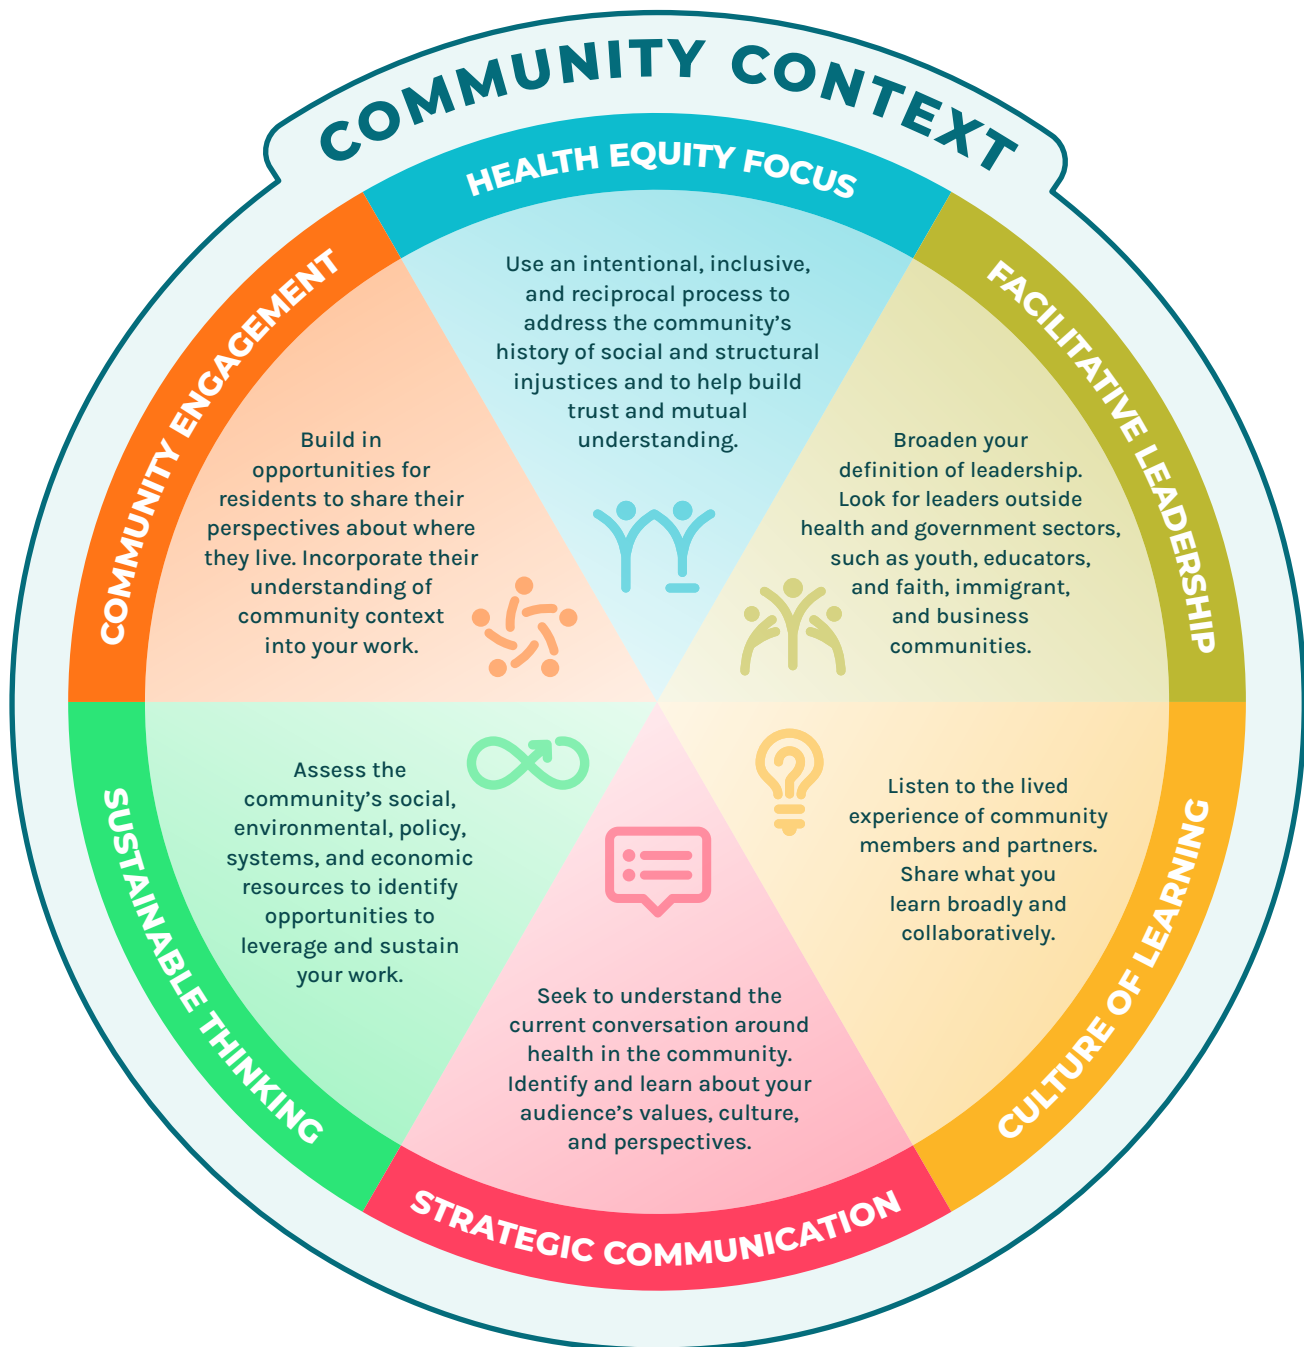 COMMUNITY CONTEXT
HEALTH EQUITY FOCUS
Use an intentional, inclusive,
and reciprocal process to
address the community’s
history of social and structural
injustices and to help build
trust and mutual
understanding.
FACILITATIVE LEADERSHIP
Broaden your
definition of leadership.
Look for leaders outside
health and government sectors,
such as youth, educators,
and faith, immigrant,
and business
communities.
CULTURE OF LEARNING
Listen to the lived
experience of community
members and partners.
Share what you
learn broadly and
collaboratively.
STRATEGIC COMMUNICATION
Seek to understand the
current conversation around
health in the community.
Identify and learn about your
audience’s values, culture,
and perspectives.
SUSTAINABLE THINKING
Assess the
community’s social,
environmental, policy,
systems, and economic
resources to identify
opportunities to
leverage and sustain
your work.
COMMUNITY ENGAGEMENT
Build in
opportunities for
residents to share their
perspectives about where
they live. Incorporate their
understanding of
community context
into your work.